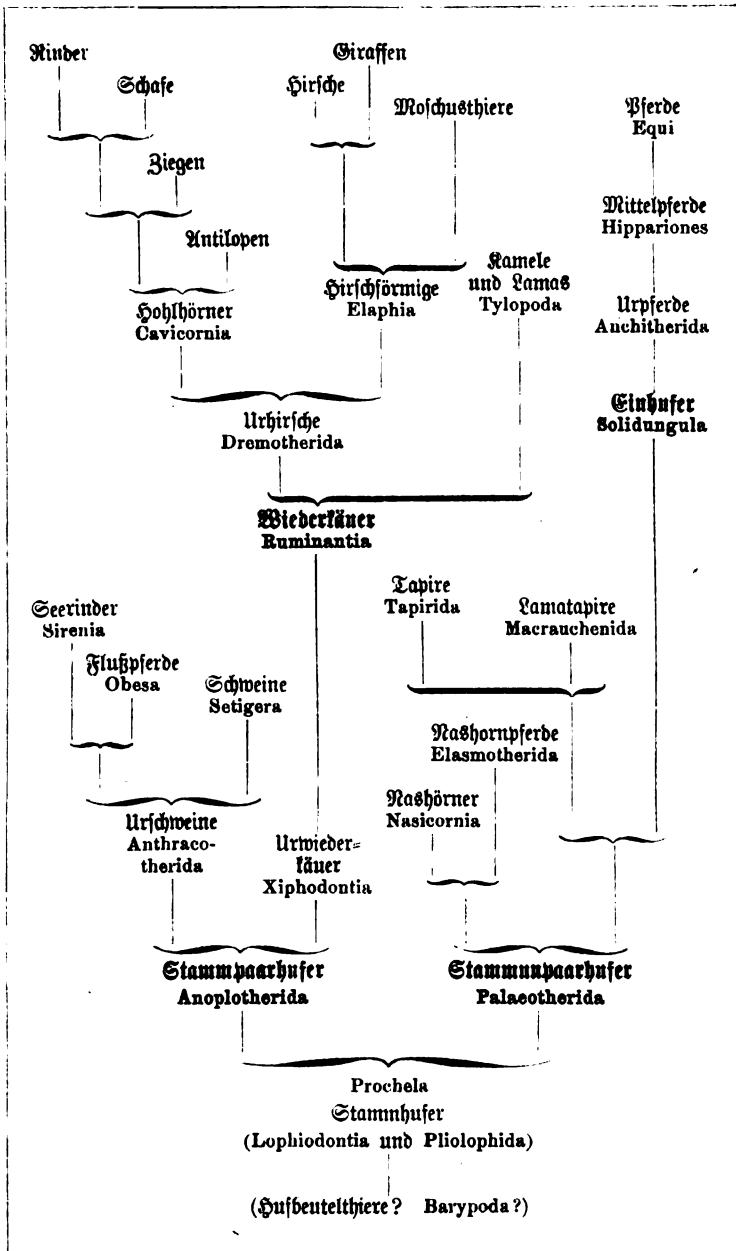 Rinder
Schafe
Ziegen
Antilopen
Hohlhörner
Cavicornia
Giraffen
Hirsche
Moschusthiere
Hirschförmige
Elaphia
Kamele
und Lamas
Tylopoda
Pferde
Equi
Mittelpferde
Hippariones
Urpferde
Anchitherida
Einhufer
Solidungula
Urhirsche
Dremotherida
Wiederkäuer
Ruminantia
Seerinder
Sirenia
Flußpferde
Obesa
Schweine
Setigera
Urschweine
Anthraco-
therida
Urwieder-
käuer
Xiphodontia
Tapire
Tapirida
Lamatapire
Macrauchenida
Nashornpferde
Elasmotherida
Nashörner
Nasicornia
Stammpaarhufer
Anoplotherida
Stammunpaarhufer
Palaeotherida
Prochela
Stammhufer
(Lophiodontia und Pliolophida)
(Hufbeutelthiere? Barypoda?)